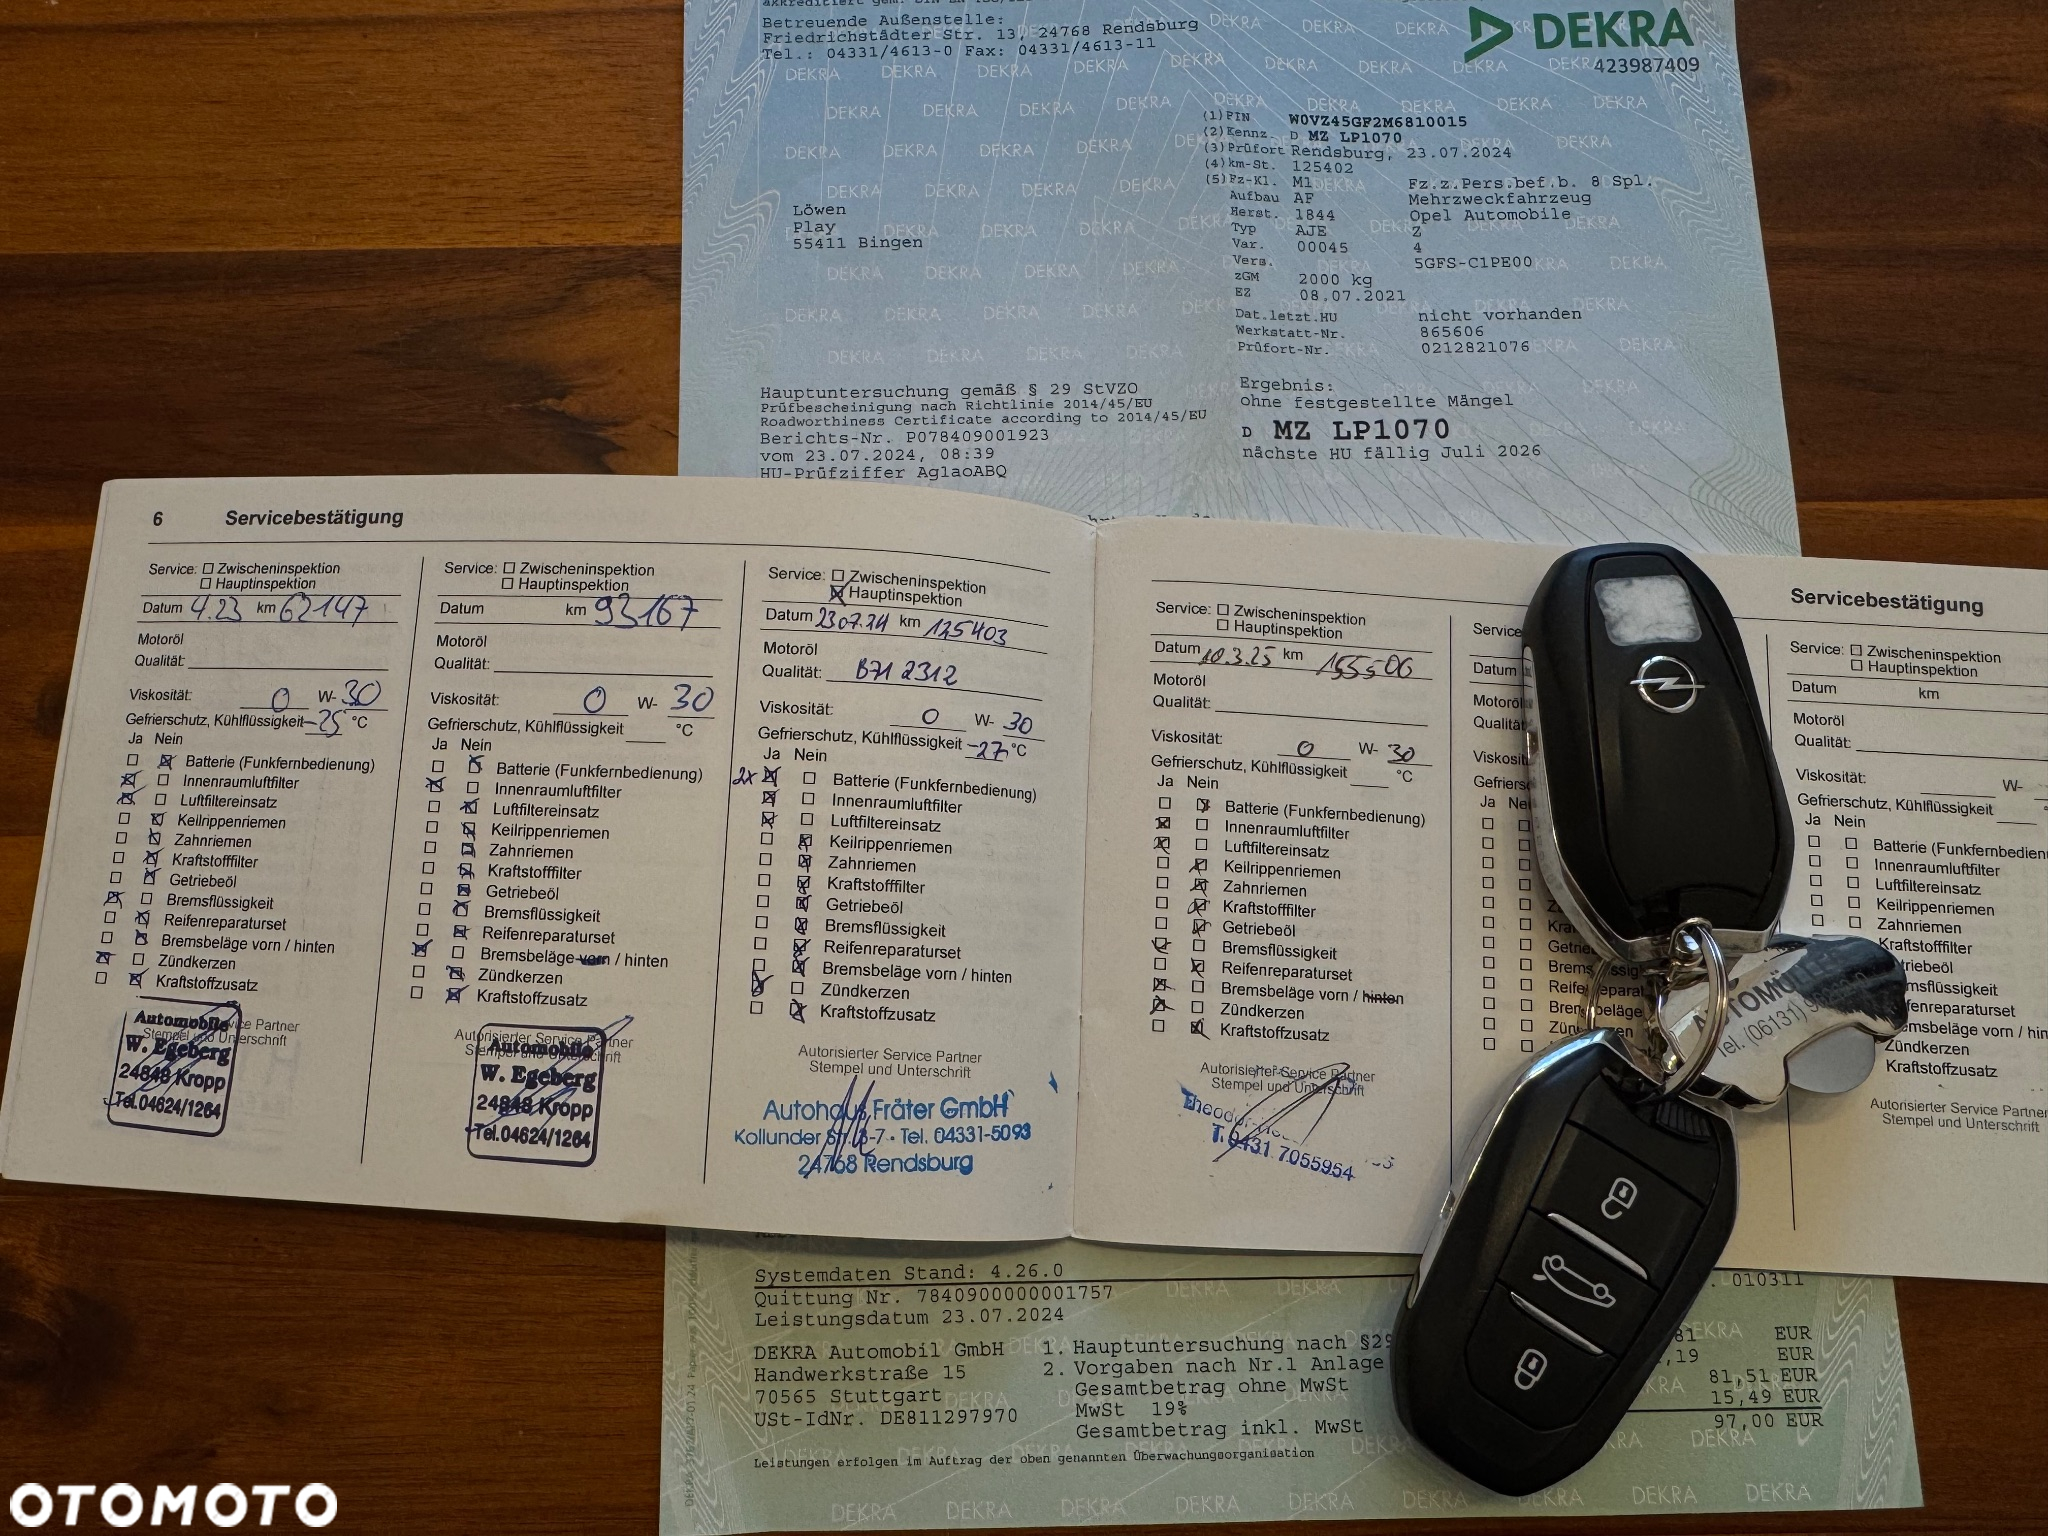 Betreuende Außenstelle:
Friedrichstädter Str. 13, 24768 Rendsburg
Tel.: 04331/4613-0 Fax: 04331/4613-11
DEKRA
423987409
(1) FIN W0VZ45GF2M6810015
(2) Kennz. D MZ LP1070
(3) Prüfort Rendsburg, 23.07.2024
(4) km-St. 125402
(5) Fz-Kl. M1 Fz.z.Pers.bef.b. 8 Spl.
Aufbau AF Mehrzweckfahrzeug
Herst. 1844 Opel Automobile
Typ AJE Z
Var. 00045 4
Vers. 5GFS-C1PE00
zGM 2000 kg
EZ 08.07.2021
Dat.letzt.HU nicht vorhanden
Werkstatt-Nr. 865606
Prüfort-Nr. 0212821076
Löwen
Play
55411 Bingen
Hauptuntersuchung gemäß § 29 StVZO
Prüfbescheinigung nach Richtlinie 2014/45/EU
Roadworthiness Certificate according to 2014/45/EU
Berichts-Nr. P078409001923
vom 23.07.2024, 08:39
HU-Prüfziffer Ag1aoABQ
Ergebnis:
ohne festgestellte Mängel
D MZ LP1070
nächste HU fällig Juli 2026
6 Servicebestätigung
Service: Zwischeninspektion
Hauptinspektion
Datum 4.23 km 62147
Motoröl
Qualität:
Viskosität: 0 W- 30
Gefrierschutz, Kühlflüssigkeit -25 °C
Ja Nein
Batterie (Funkfernbedienung)
Innenraumluftfilter
Luftfiltereinsatz
Keilrippenriemen
Zahnriemen
Kraftstofffilter
Getriebeöl
Bremsflüssigkeit
Reifenreparaturset
Bremsbeläge vorn / hinten
Zündkerzen
Kraftstoffzusatz
Stempel und Unterschrift
Automobile
W. Egeberg
24848 Kropp
Tel.04624/1264
Service: Zwischeninspektion
Hauptinspektion
Datum km 93167
Motoröl
Qualität:
Viskosität: 0 W- 30
Gefrierschutz, Kühlflüssigkeit °C
Ja Nein
Batterie (Funkfernbedienung)
Innenraumluftfilter
Luftfiltereinsatz
Keilrippenriemen
Zahnriemen
Kraftstofffilter
Getriebeöl
Bremsflüssigkeit
Reifenreparaturset
Bremsbeläge vorn / hinten
Zündkerzen
Kraftstoffzusatz
Autorisierter Service Partner
Stempel und Unterschrift
Automobile
W. Egeberg
24848 Kropp
Tel.04624/1264
Service: Zwischeninspektion
Hauptinspektion
Datum 23.07.24 km 125403
Motoröl
Qualität: B71 2312
Viskosität: 0 W- 30
Gefrierschutz, Kühlflüssigkeit -27 °C
Ja Nein
2x Batterie (Funkfernbedienung)
Innenraumluftfilter
Luftfiltereinsatz
Keilrippenriemen
Zahnriemen
Kraftstofffilter
Getriebeöl
Bremsflüssigkeit
Reifenreparaturset
Bremsbeläge vorn / hinten
Zündkerzen
Kraftstoffzusatz
Autorisierter Service Partner
Stempel und Unterschrift
Autohaus Fräter GmbH
Kollunder Str. 3-7 · Tel. 04331-5093
24768 Rendsburg
Service: Zwischeninspektion
Hauptinspektion
Datum 10.3.25 km 155506
Motoröl
Qualität:
Viskosität: 0 W- 30
Gefrierschutz, Kühlflüssigkeit °C
Ja Nein
Batterie (Funkfernbedienung)
Innenraumluftfilter
Luftfiltereinsatz
Keilrippenriemen
Zahnriemen
Kraftstofffilter
Getriebeöl
Bremsflüssigkeit
Reifenreparaturset
Bremsbeläge vorn / hinten
Zündkerzen
Kraftstoffzusatz
Autorisierter Service Partner
Stempel und Unterschrift
T. 0431 7055954
Datum
Ja
Servicebestätigung
Service: Zwischeninspektion
Hauptinspektion
Datum km
Motoröl
Qualität:
Viskosität: W-
Gefrierschutz, Kühlflüssigkeit
Ja Nein
Innenraumluftfilter
Luftfiltereinsatz
Keilrippenriemen
Zahnriemen
Kraftstofffilter
Zündkerzen
Kraftstoffzusatz
Autorisierter Service Partner
Stempel und Unterschrift
Tel. (06131)
Systemdaten Stand: 4.26.0
Quittung Nr. 7840900000001757
Leistungsdatum 23.07.2024
010311
DEKRA Automobil GmbH
Handwerkstraße 15
70565 Stuttgart
USt-IdNr. DE811297970
1. Hauptuntersuchung nach §29 EUR
2. Vorgaben nach Nr.1 Anlage EUR
Gesamtbetrag ohne MwSt 81,51 EUR
MwSt 19% 15,49 EUR
Gesamtbetrag inkl. MwSt 97,00 EUR
Leistungen erfolgen im Auftrag der oben genannten Überwachungsorganisation
OTOMOTO